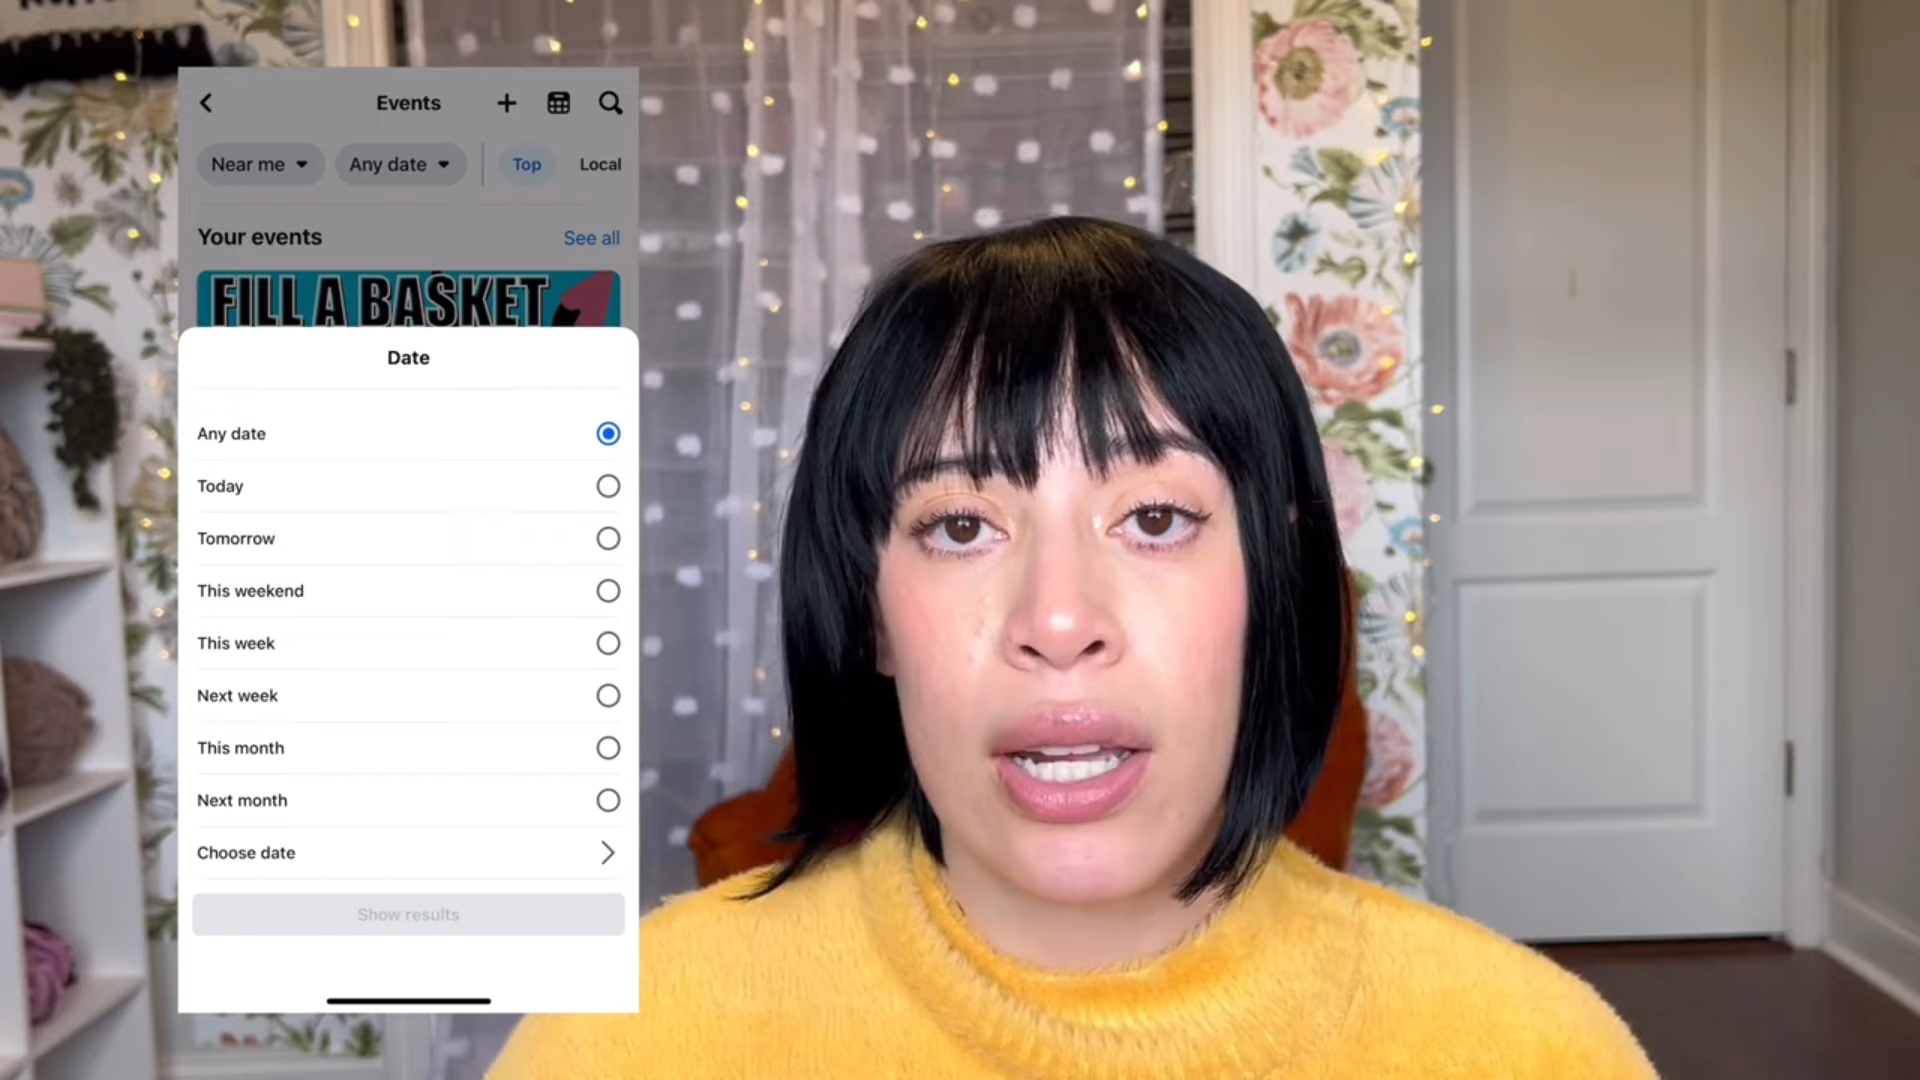 Events
Near me
Any date
Top
Local
Your events
See all
FILL A BASKET
Date
Any date
Today
Tomorrow
This weekend
This week
Next week
This month
Next month
Choose date
Show results